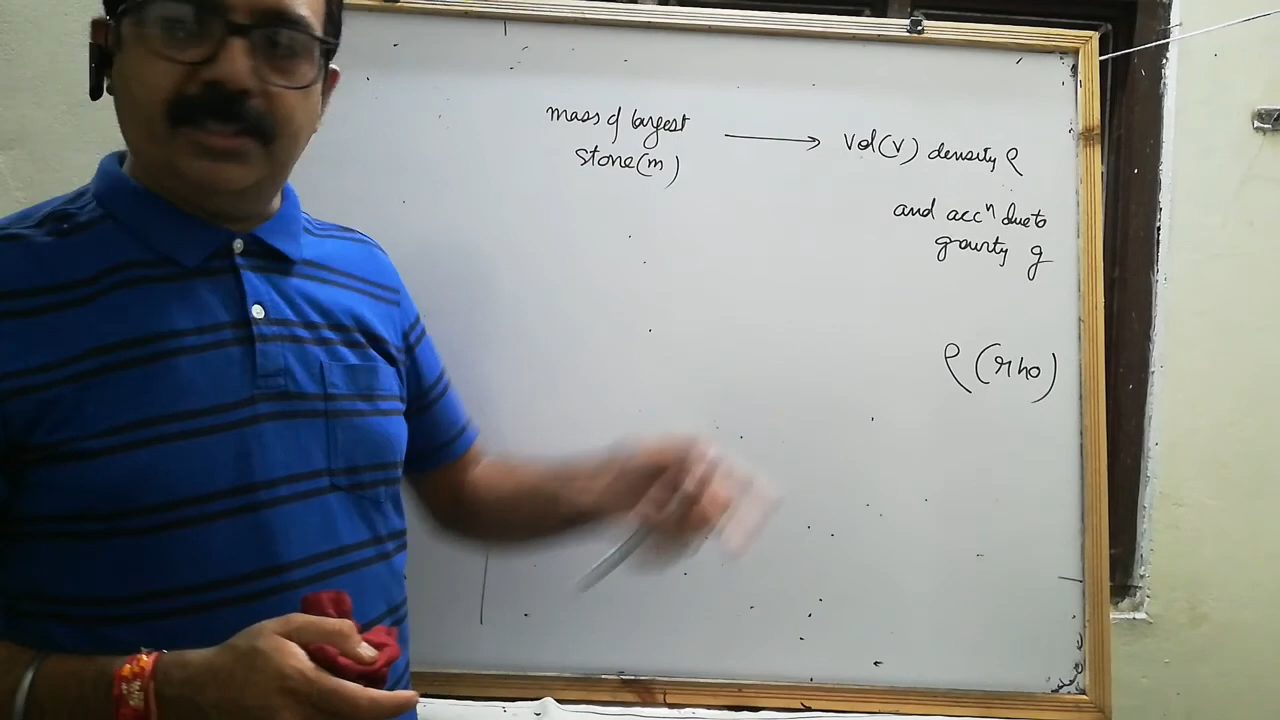 mass of largest
stone(m)
Vol(V) density ρ
and accⁿ due to
gravity g
ρ (rho)